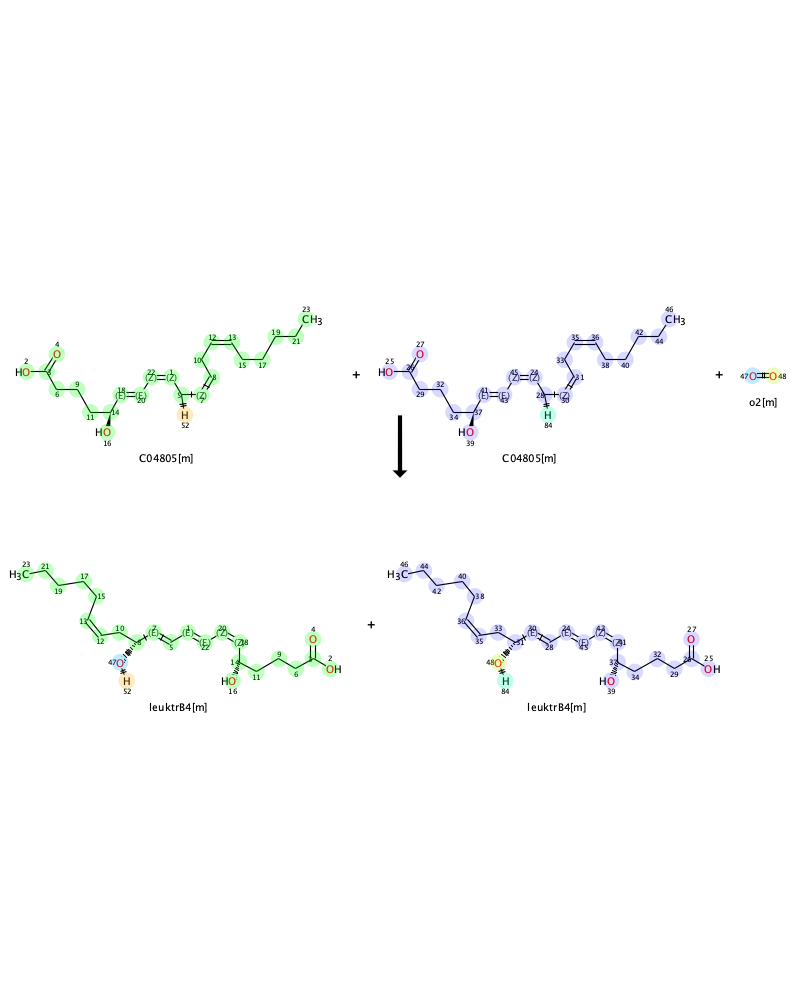 23
CH3
12 13 19 21
22 1 10 15 17
2 4 HO O 3 6 9 11 14 18 (E) (E) 20 (Z) (Z) 5 (Z) 7 8 H 52 HO 16
+
46
CH3
35 36 42 44
45 24 33 38 40
25 27 HO O 26 29 32 34 37 41 (E) (E) 43 (Z) (Z) 28 (Z) 30 31 H 84 HO 39
+
47 O O 48
C04805[m]
C04805[m]
o2[m]
23 H3C 21 19 17 15 13 12 10 8 7 (E) 5 1 (E) (E) 22 20 (Z) (Z) 18 14 11 9 6 3 O 4 OH 2
47 O H 52 HO 16
+
46 H3C 44 42 40 38 36 35 33 31 30 (E) 28 24 (E) (E) 45 43 (Z) (Z) 41 37 34 32 29 26 O 27 OH 25
48 O H 84 HO 39
leuktrB4[m]
leuktrB4[m]